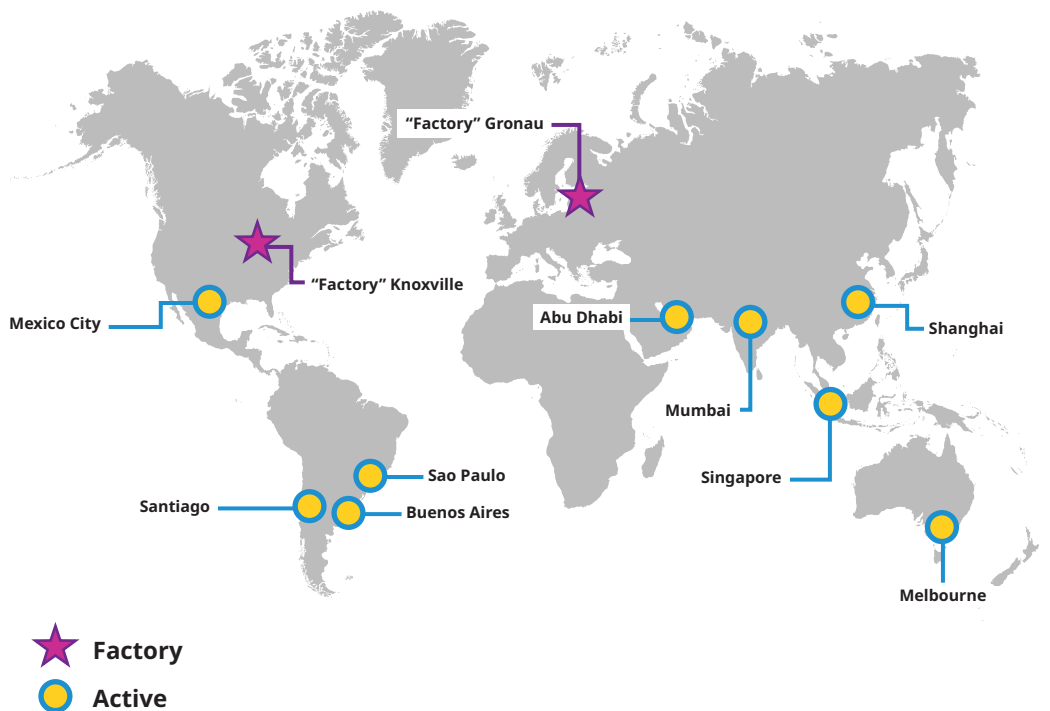 “Factory” Gronau
“Factory” Knoxville
Abu Dhabi
Mexico City
Shanghai
Mumbai
Sao Paulo
Singapore
Santiago
Buenos Aires
Melbourne
Factory
Active